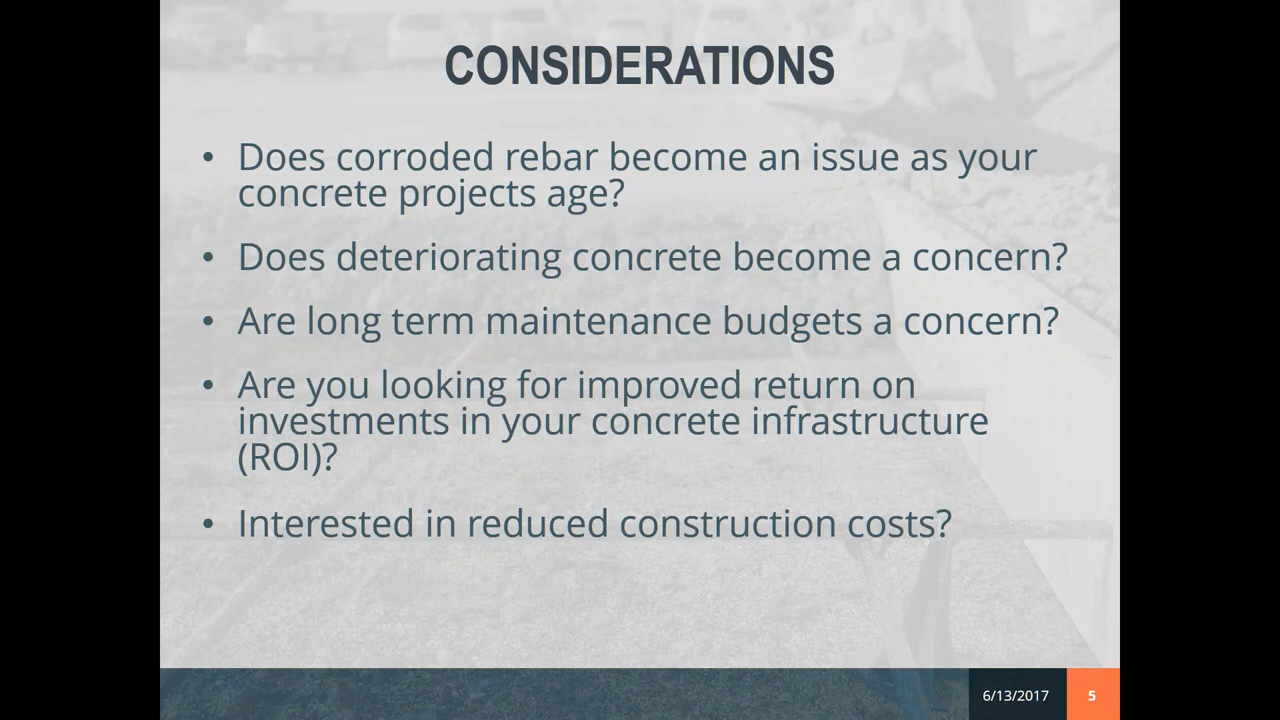 CONSIDERATIONS
• Does corroded rebar become an issue as your
concrete projects age?
• Does deteriorating concrete become a concern?
• Are long term maintenance budgets a concern?
• Are you looking for improved return on
investments in your concrete infrastructure
(ROI)?
• Interested in reduced construction costs?
6/13/2017
5